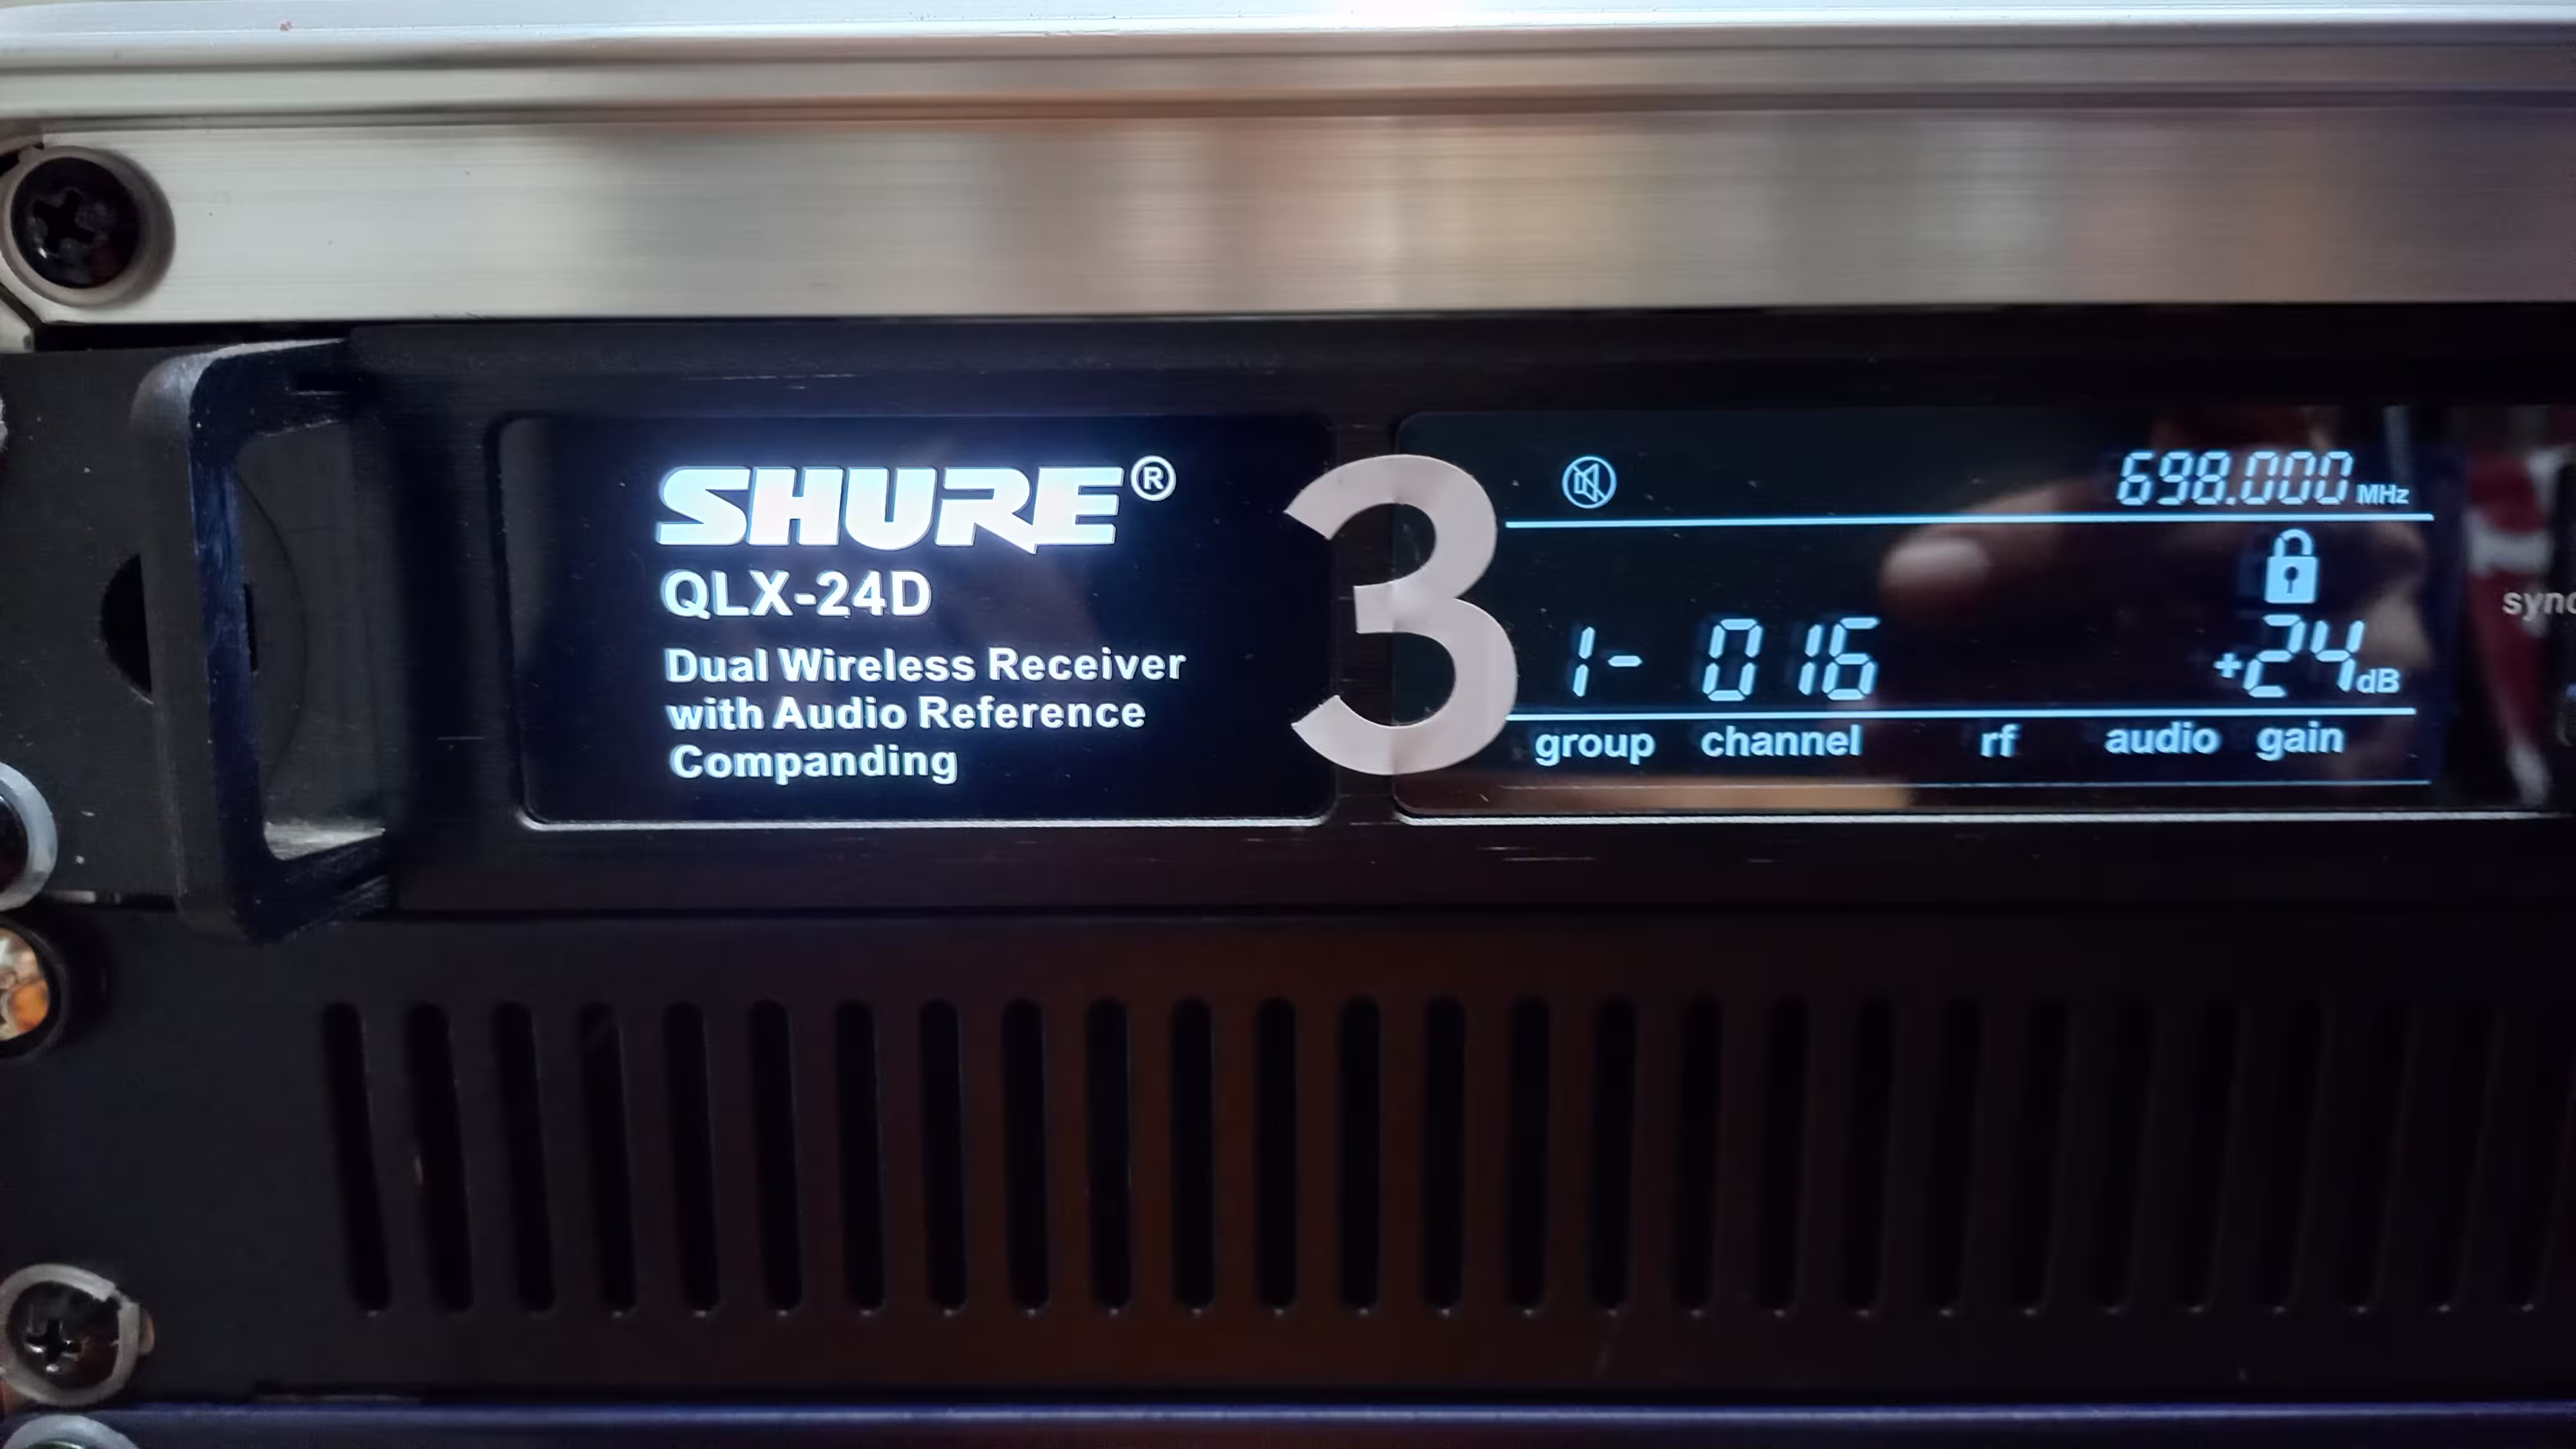 SHURE®
QLX-24D
Dual Wireless Receiver
with Audio Reference
Companding
3
698.000 MHz
1- 016 +24dB
group channel rf audio gain
sync